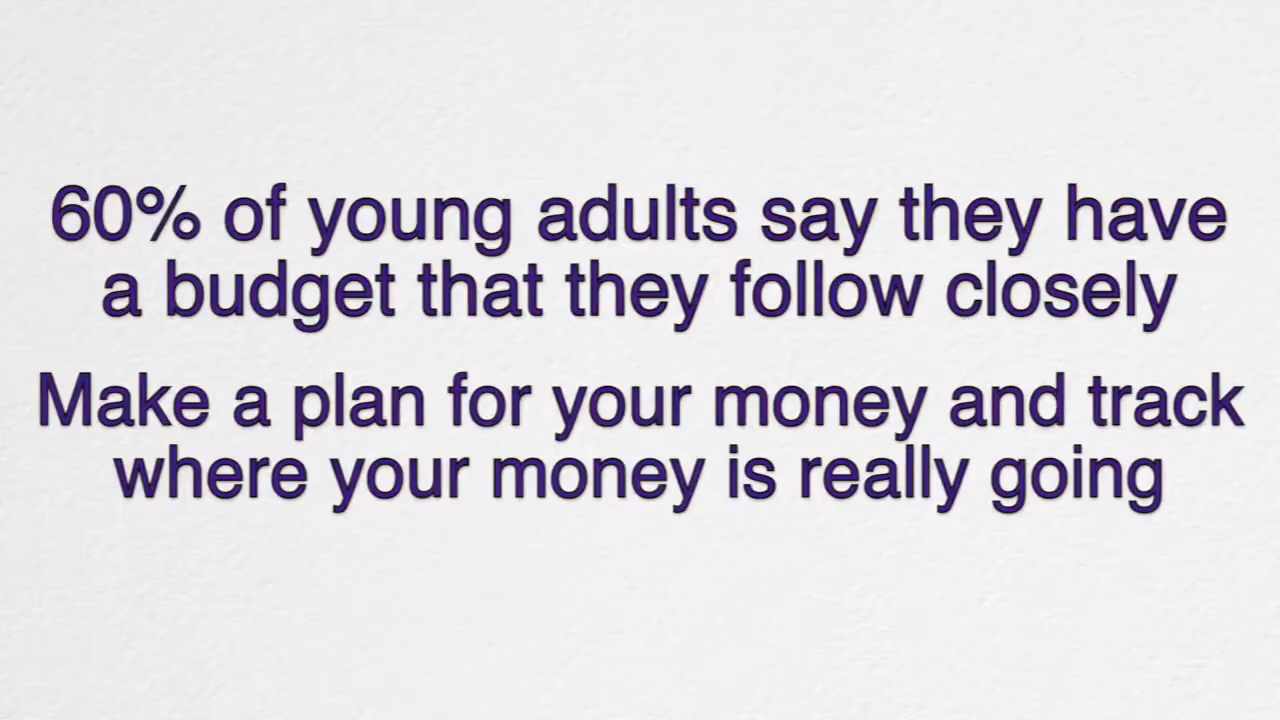 60% of young adults say they have
a budget that they follow closely
Make a plan for your money and track
where your money is really going